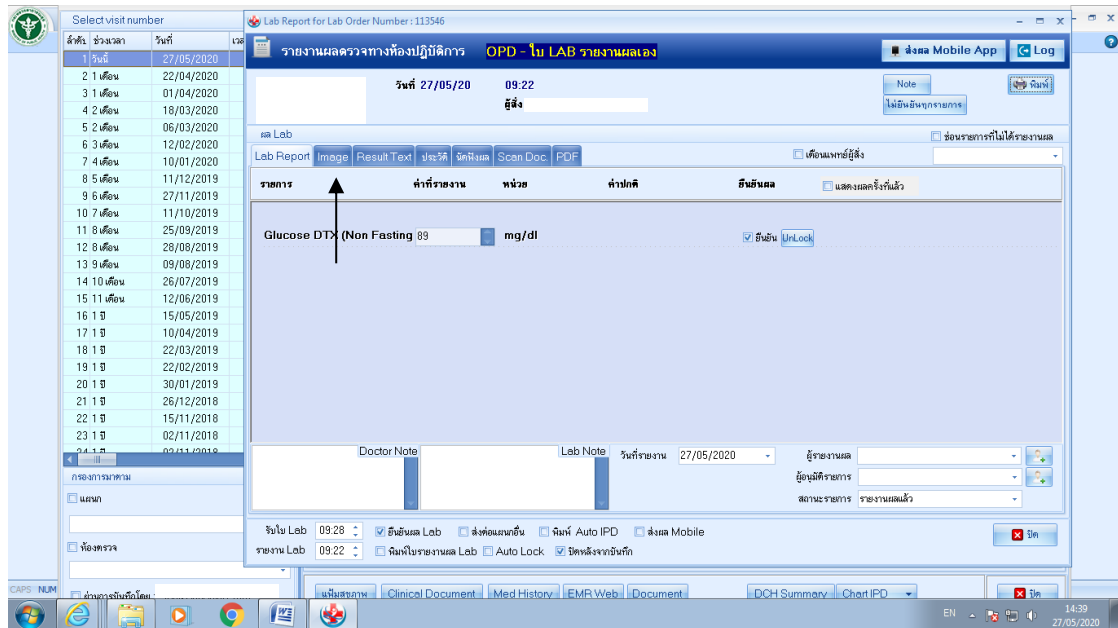 Select visit number
Lab Report for Lab Order Number : 113546
ลำดับ ช่วงเวลา วันที่
1 วันนี้ 27/05/2020
2 1 เดือน 22/04/2020
3 1 เดือน 01/04/2020
4 2 เดือน 18/03/2020
5 2 เดือน 06/03/2020
6 3 เดือน 12/02/2020
7 4 เดือน 10/01/2020
8 5 เดือน 11/12/2019
9 6 เดือน 27/11/2019
10 7 เดือน 11/10/2019
11 8 เดือน 25/09/2019
12 8 เดือน 28/08/2019
13 9 เดือน 09/08/2019
14 10 เดือน 26/07/2019
15 11 เดือน 12/06/2019
16 1 ปี 15/05/2019
17 1 ปี 10/04/2019
18 1 ปี 22/03/2019
19 1 ปี 22/02/2019
20 1 ปี 30/01/2019
21 1 ปี 26/12/2018
22 1 ปี 15/11/2018
23 1 ปี 02/11/2018
กรองการมาตาม
แผนก
ห้องตรวจ
ผ่านการบันทึกโดย
รายงานผลตรวจทางห้องปฏิบัติการ OPD - ใบ LAB รายงานผลเอง ส่งผล Mobile App Log
วันที่ 27/05/20 09:22 Note พิมพ์
ผู้สั่ง ไม่ยืนยันทุกรายการ
ผล Lab ซ่อนรายการที่ไม่ได้รายงานผล
Lab Report Image Result Text ประวัติ นัดฟังผล Scan Doc. PDF เตือนแพทย์ผู้สั่ง
รายการ ค่าที่รายงาน หน่วย ค่าปกติ ยืนยันผล แสดงผลครั้งที่แล้ว
Glucose DTX (Non Fasting 89 mg/dl ยืนยัน UnLock
Doctor Note Lab Note วันที่รายงาน 27/05/2020 ผู้รายงานผล
ผู้อนุมัติรายการ
สถานะรายการ รายงานผลแล้ว
รับใบ Lab 09:28 ยืนยันผล Lab ส่งต่อแผนกอื่น พิมพ์ Auto IPD ส่งผล Mobile ปิด
รายงาน Lab 09:22 พิมพ์ใบรายงานผล Lab Auto Lock ปิดหลังจากบันทึก
แฟ้มสุขภาพ Clinical Document Med History EMR Web Document DCH Summary Chart IPD ปิด
CAPS NUM
EN 14:39
27/05/2020